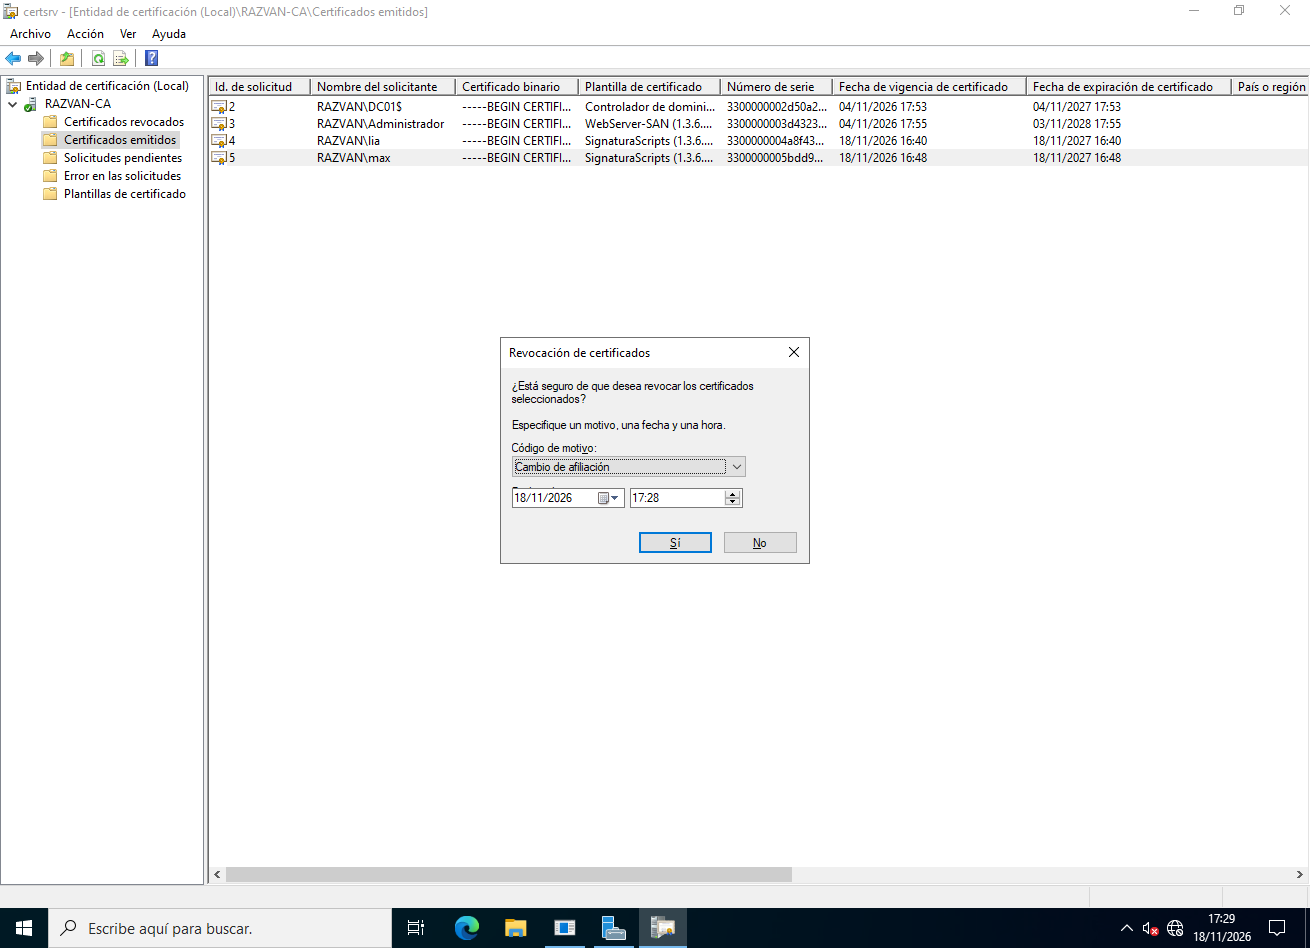 certsrv - [Entidad de certificación (Local)\RAZVAN-CA\Certificados emitidos]
Archivo Acción Ver Ayuda
Entidad de certificación (Local)
RAZVAN-CA
Certificados revocados
Certificados emitidos
Solicitudes pendientes
Error en las solicitudes
Plantillas de certificado
Id. de solicitud Nombre del solicitante Certificado binario Plantilla de certificado Número de serie Fecha de vigencia de certificado Fecha de expiración de certificado País o región
2 RAZVAN\DC01$ -----BEGIN CERTIFI... Controlador de domini... 3300000002d50a2... 04/11/2026 17:53 04/11/2027 17:53
3 RAZVAN\Administrador -----BEGIN CERTIFI... WebServer-SAN (1.3.6.... 3300000003d4323... 04/11/2026 17:55 03/11/2028 17:55
4 RAZVAN\lia -----BEGIN CERTIFI... SignaturaScripts (1.3.6.... 3300000004a8f43... 18/11/2026 16:40 18/11/2027 16:40
5 RAZVAN\max -----BEGIN CERTIFI... SignaturaScripts (1.3.6.... 3300000005bdd9... 18/11/2026 16:48 18/11/2027 16:48
Revocación de certificados
¿Está seguro de que desea revocar los certificados
seleccionados?
Especifique un motivo, una fecha y una hora.
Código de motivo:
Cambio de afiliación
18/11/2026 17:28
Sí No
Escribe aquí para buscar.
17:29
18/11/2026